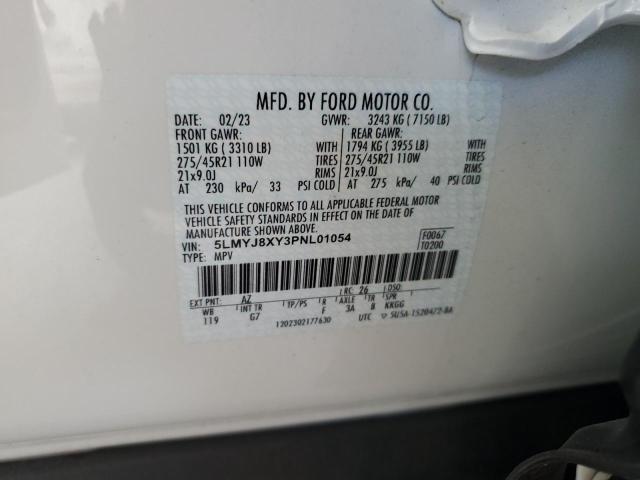 MFD. BY FORD MOTOR CO.
DATE: 02/23 GVWR: 3243 KG ( 7150 LB)
FRONT GAWR: REAR GAWR:
1501 KG ( 3310 LB) WITH 1794 KG ( 3955 LB) WITH
275/45R21 110W TIRES 275/45R21 110W TIRES
21x9.0J RIMS 21x9.0J RIMS
AT 230 kPa/ 33 PSI COLD AT 275 kPa/ 40 PSI COLD
THIS VEHICLE CONFORMS TO ALL APPLICABLE FEDERAL MOTOR
VEHICLE SAFETY STANDARDS IN EFFECT ON THE DATE OF
MANUFACTURE SHOWN ABOVE.
VIN: 5LMYJ8XY3PNL01054 F0067
TYPE: MPV T0200
EXT PNT: AZ RC: 26 DSO:
WB INT TR TP/PS R AXLE TR SPR
119 G7 F 3A 8 KKGG
1202302177630 UTC 5U5A-1520472-BA